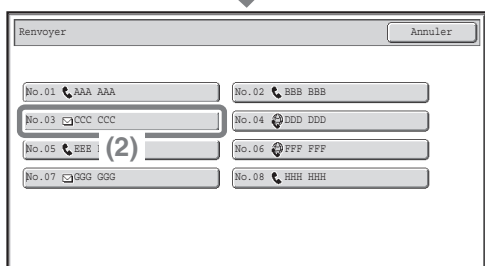 Renvoyer Annuler
No.01 AAA AAA No.02 BBB BBB
No.03 CCC CCC No.04 DDD DDD
No.05 EEE (2) No.06 FFF FFF
No.07 GGG GGG No.08 HHH HHH